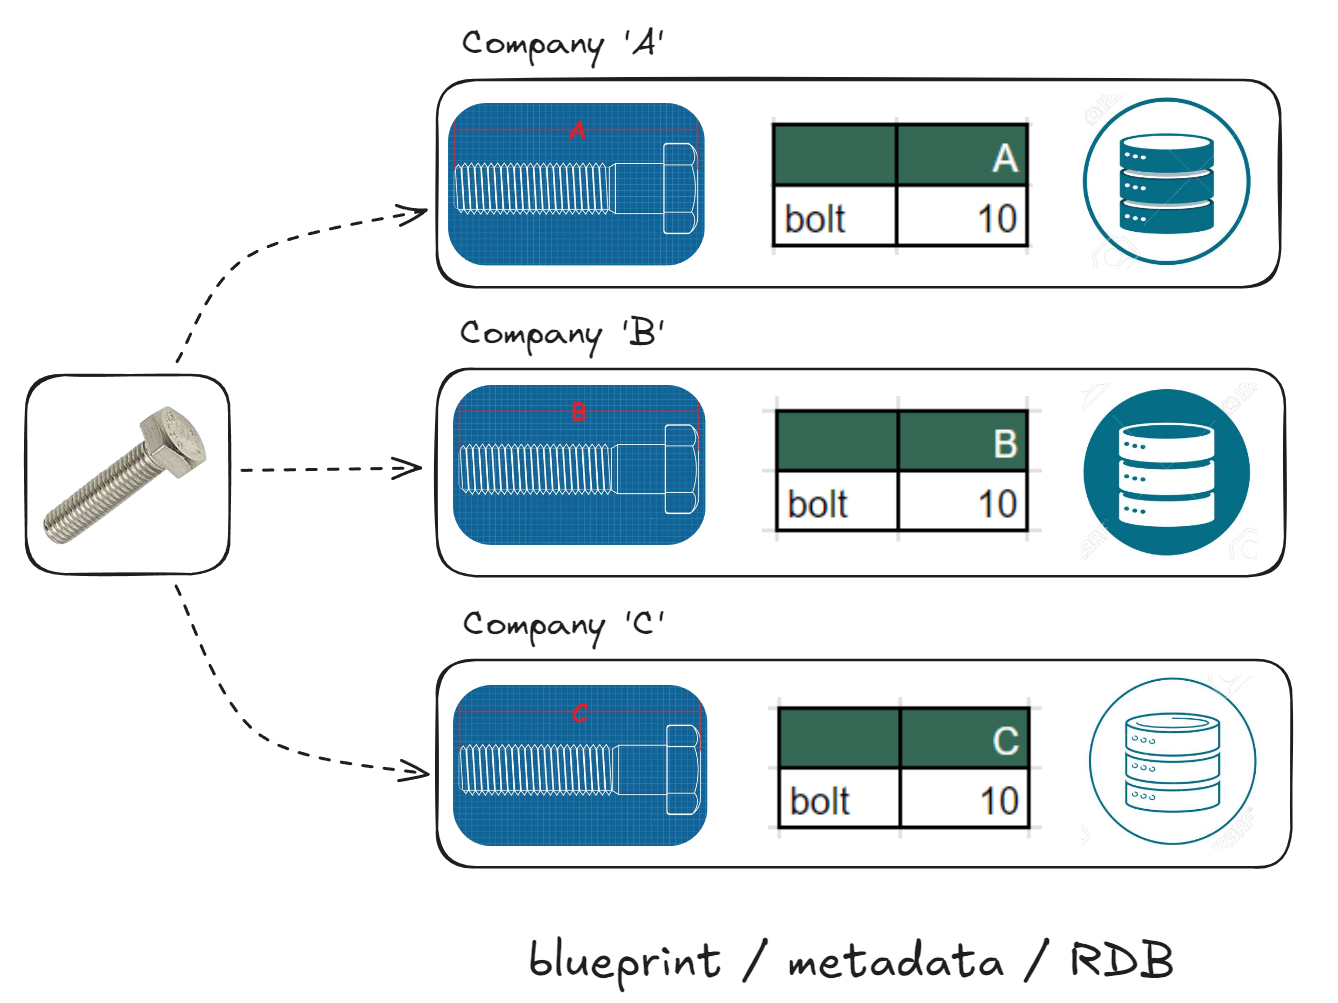 Company 'A'
A
A
bolt 10
Company 'B'
B
B
bolt 10
Company 'C'
C
C
bolt 10
blueprint / metadata / RDB